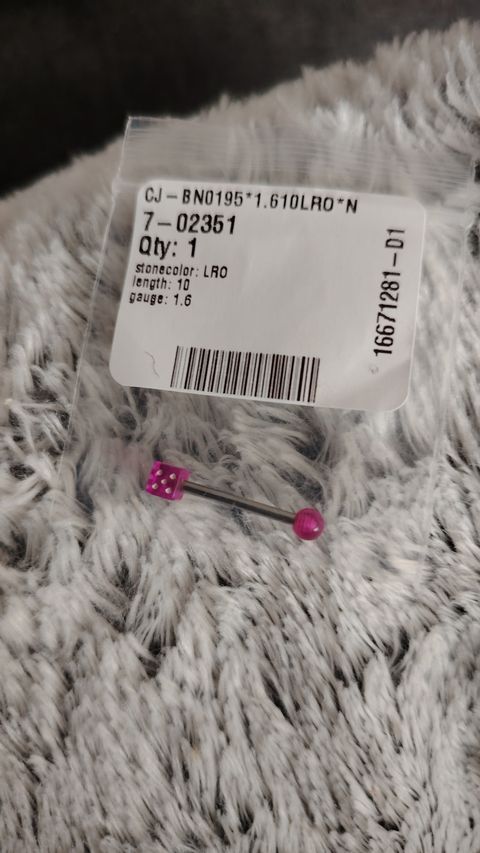 CJ-BN0195*1.610LRO*N
7-02351
Qty: 1
stonecolor: LRO
length: 10
gauge: 1.6
16671281-D1